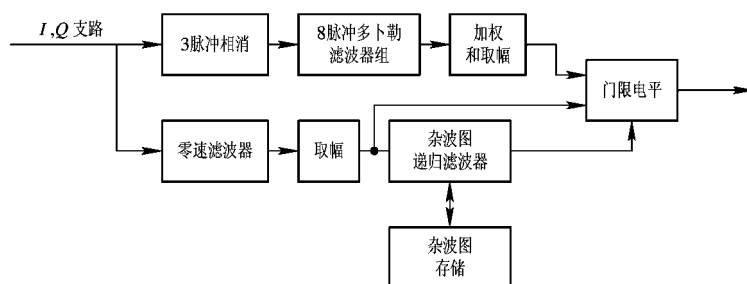 I,Q 支路
3脉冲相消
8脉冲多卜勒
滤波器组
加权
和取幅
门限电平
零速滤波器
取幅
杂波图
递归滤波器
杂波图
存储